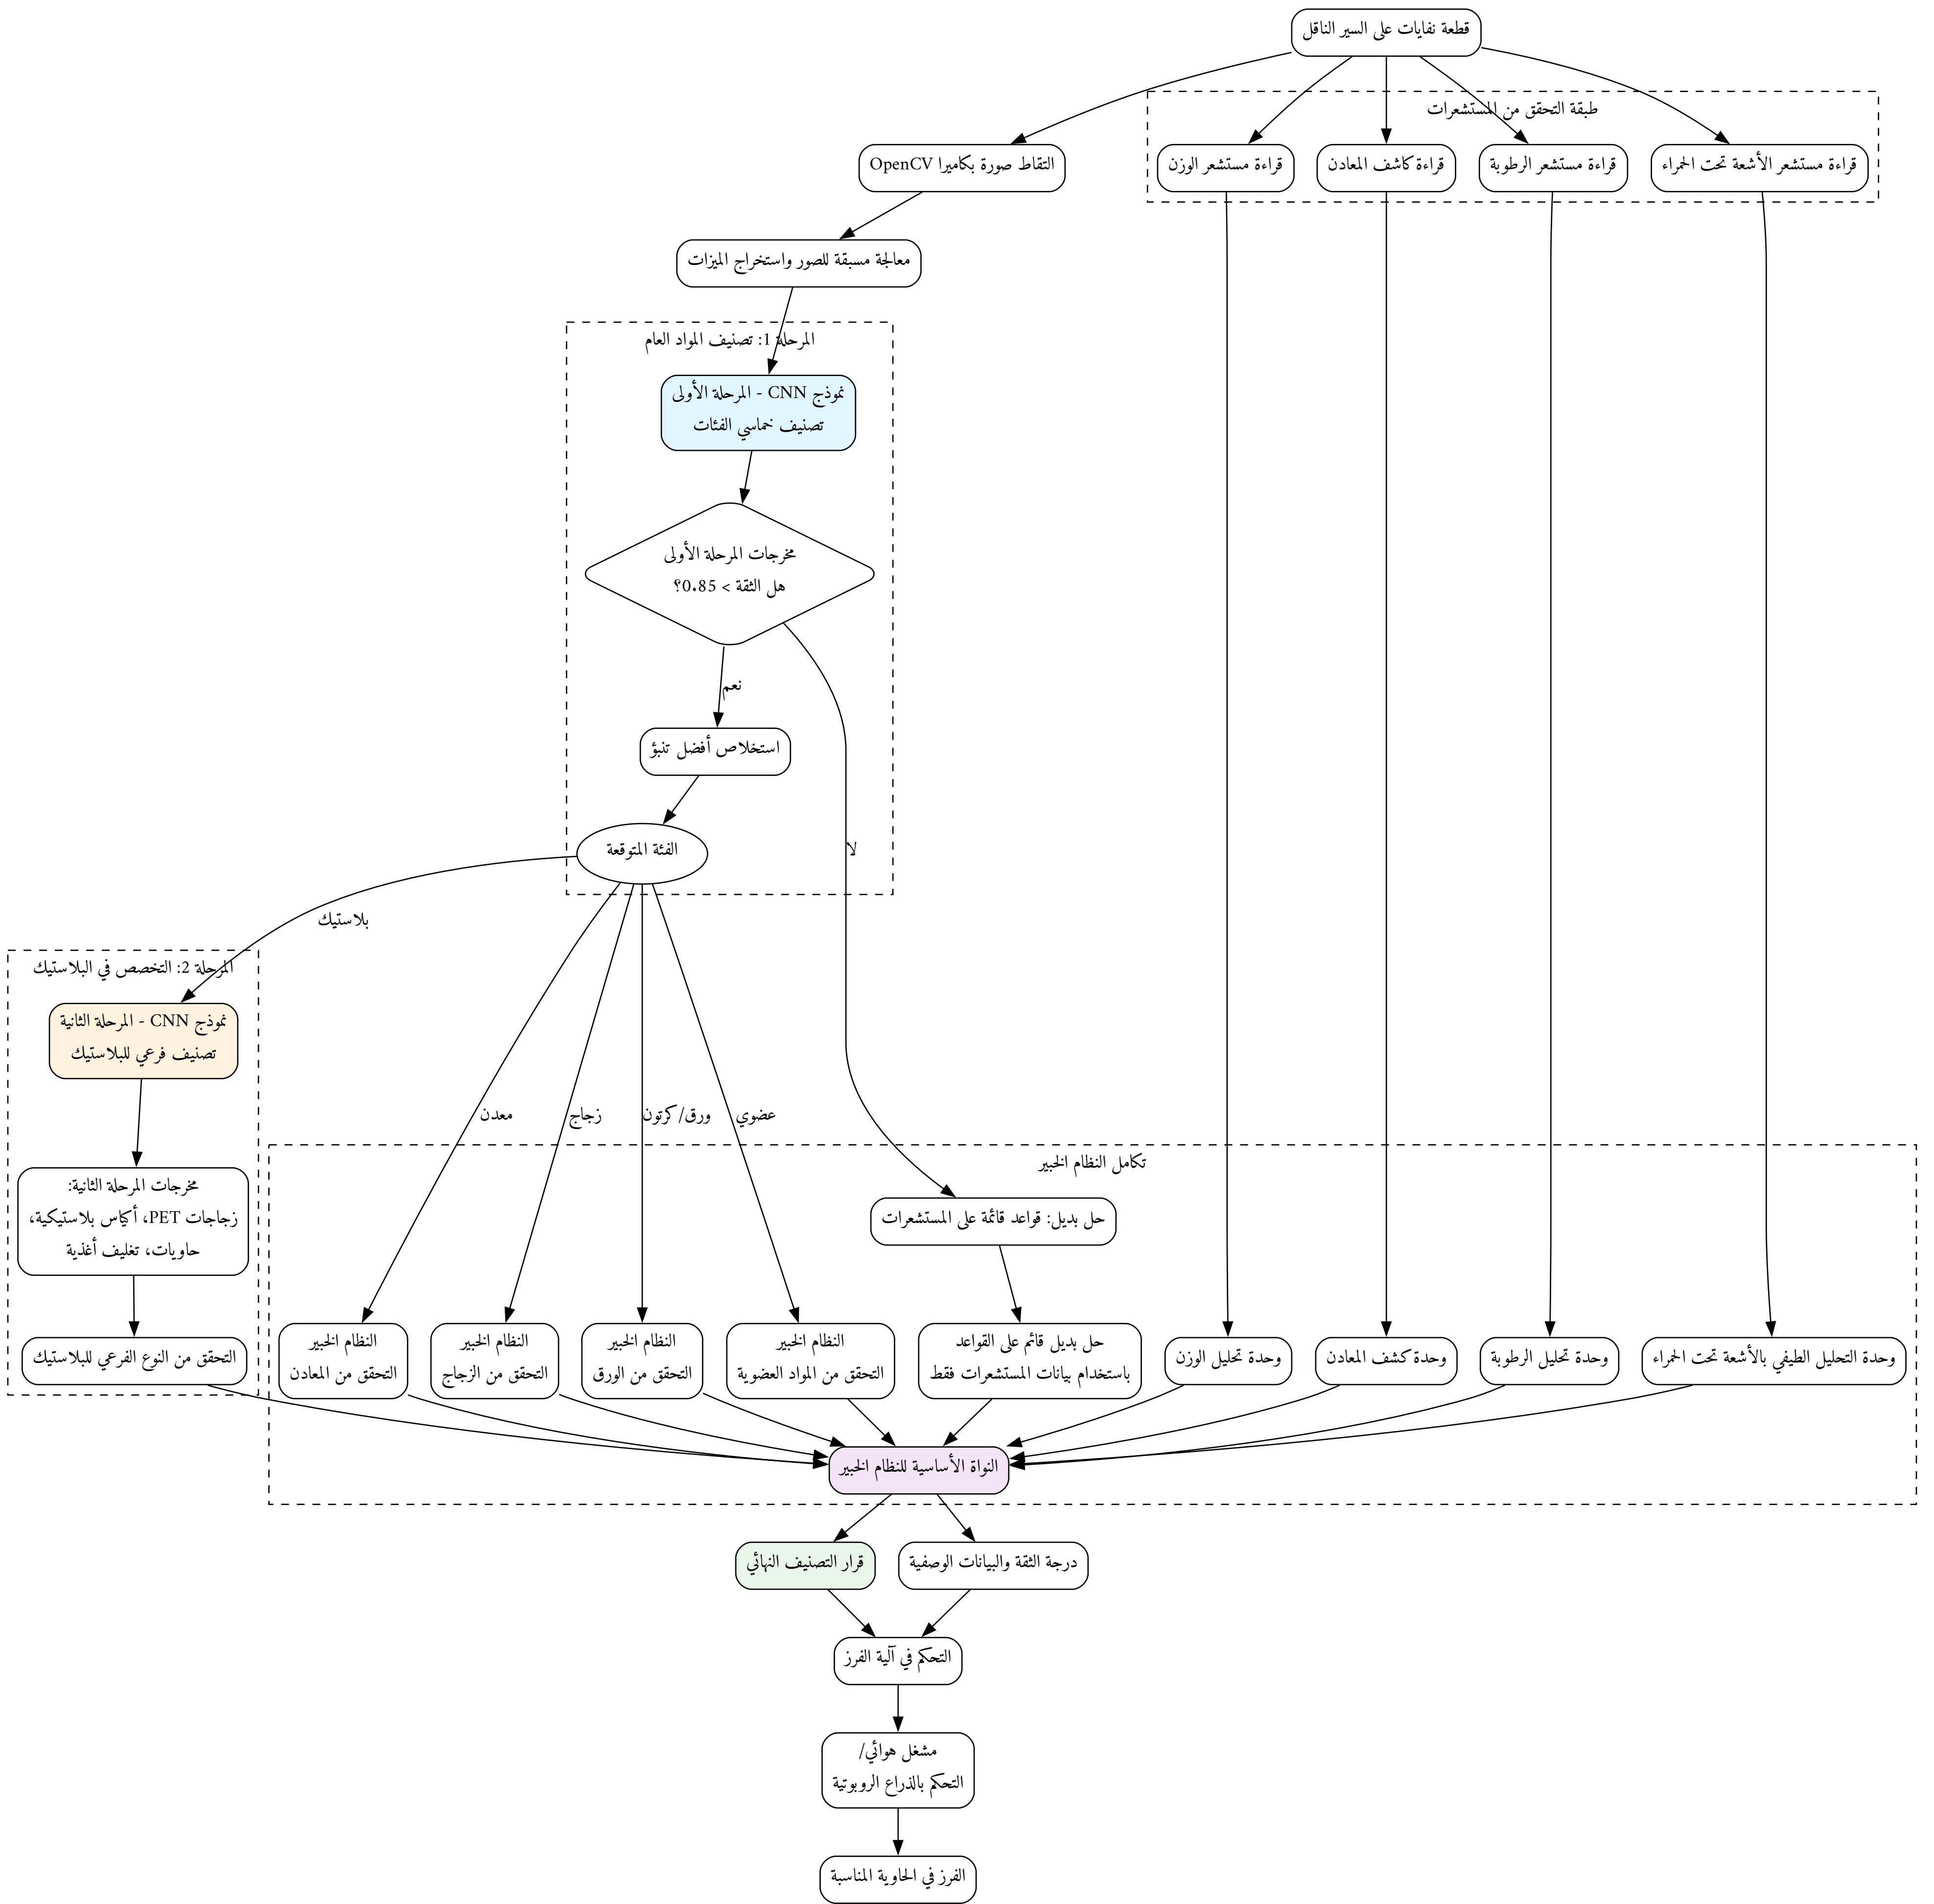 قطعة نفايات على السير الناقل
طبقة التحقق من المستشعرات
قراءة مستشعر الأشعة تحت الحمراء
قراءة مستشعر الرطوبة
قراءة كاشف المعادن
قراءة مستشعر الوزن
التقاط صورة بكاميرا OpenCV
معالجة مسبقة للصور واستخراج الميزات
المرحلة 1: تصنيف المواد العام
نموذج CNN - المرحلة الأولى
تصنيف خماسي الفئات
مخرجات المرحلة الأولى
هل الثقة > 0.85؟
نعم
لا
استخلاص أفضل تنبؤ
الفئة المتوقعة
بلاستيك
المرحلة 2: التخصص في البلاستيك
نموذج CNN - المرحلة الثانية
تصنيف فرعي للبلاستيك
مخرجات المرحلة الثانية:
زجاجات PET، أكياس بلاستيكية،
حاويات، تغليف أغذية
التحقق من النوع الفرعي للبلاستيك
عضوي
ورق/كرتون
زجاج
معدن
تكامل النظام الخبير
حل بديل: قواعد قائمة على المستشعرات
وحدة التحليل الطيفي بالأشعة تحت الحمراء
وحدة تحليل الرطوبة
وحدة كشف المعادن
وحدة تحليل الوزن
حل بديل قائم على القواعد
باستخدام بيانات المستشعرات فقط
النظام الخبير
التحقق من المواد العضوية
النظام الخبير
التحقق من الورق
النظام الخبير
التحقق من الزجاج
النظام الخبير
التحقق من المعادن
النواة الأساسية للنظام الخبير
درجة الثقة والبيانات الوصفية
قرار التصنيف النهائي
التحكم في آلية الفرز
مشغل هوائي/
التحكم بالذراع الروبوتية
الفرز في الحاوية المناسبة